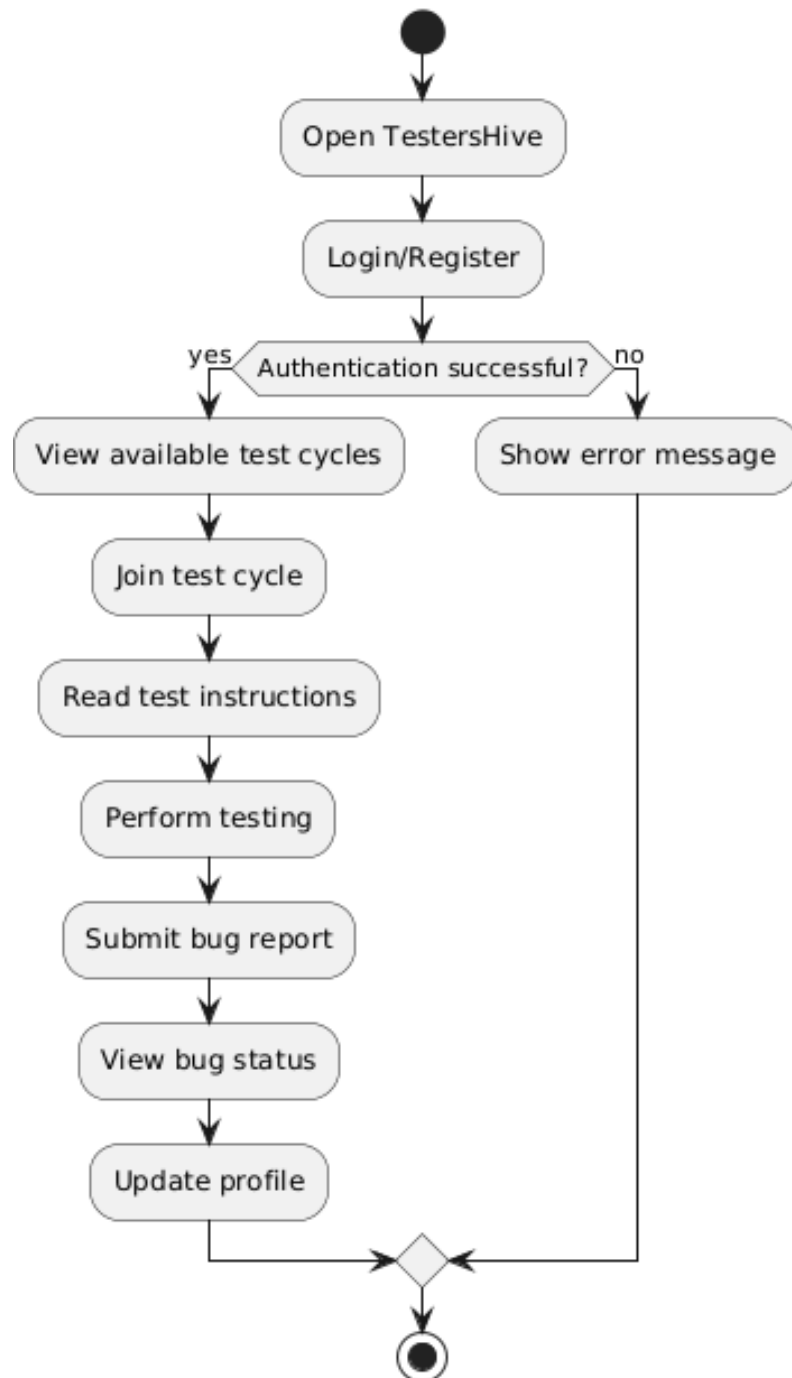 Open TestersHive
Login/Register
yes
Authentication successful?
no
View available test cycles
Show error message
Join test cycle
Read test instructions
Perform testing
Submit bug report
View bug status
Update profile